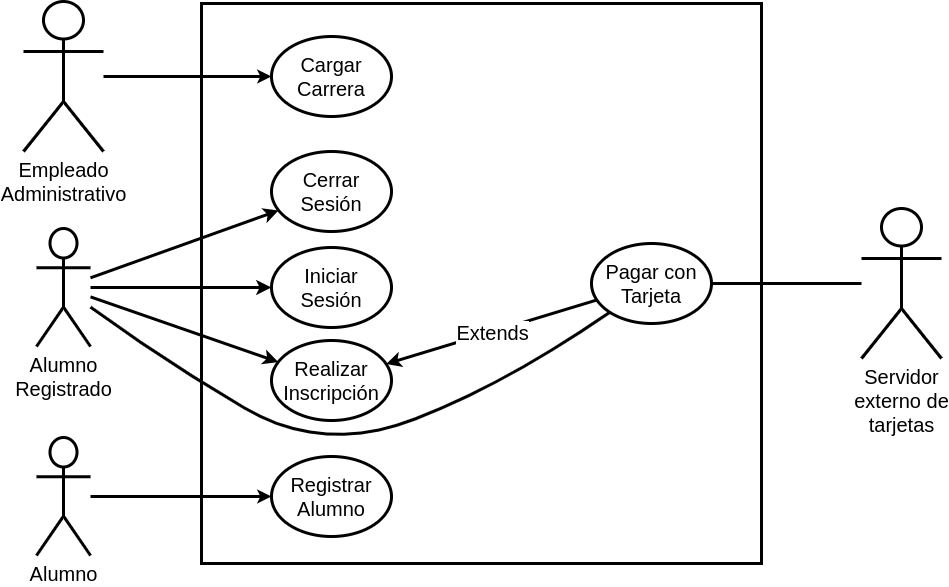 Cargar
Carrera
Empleado
Administrativo
Cerrar
Sesión
Iniciar
Sesión
Pagar con
Tarjeta
Extends
Alumno
Registrado
Realizar
Inscripción
Servidor
externo de
tarjetas
Registrar
Alumno
Alumno